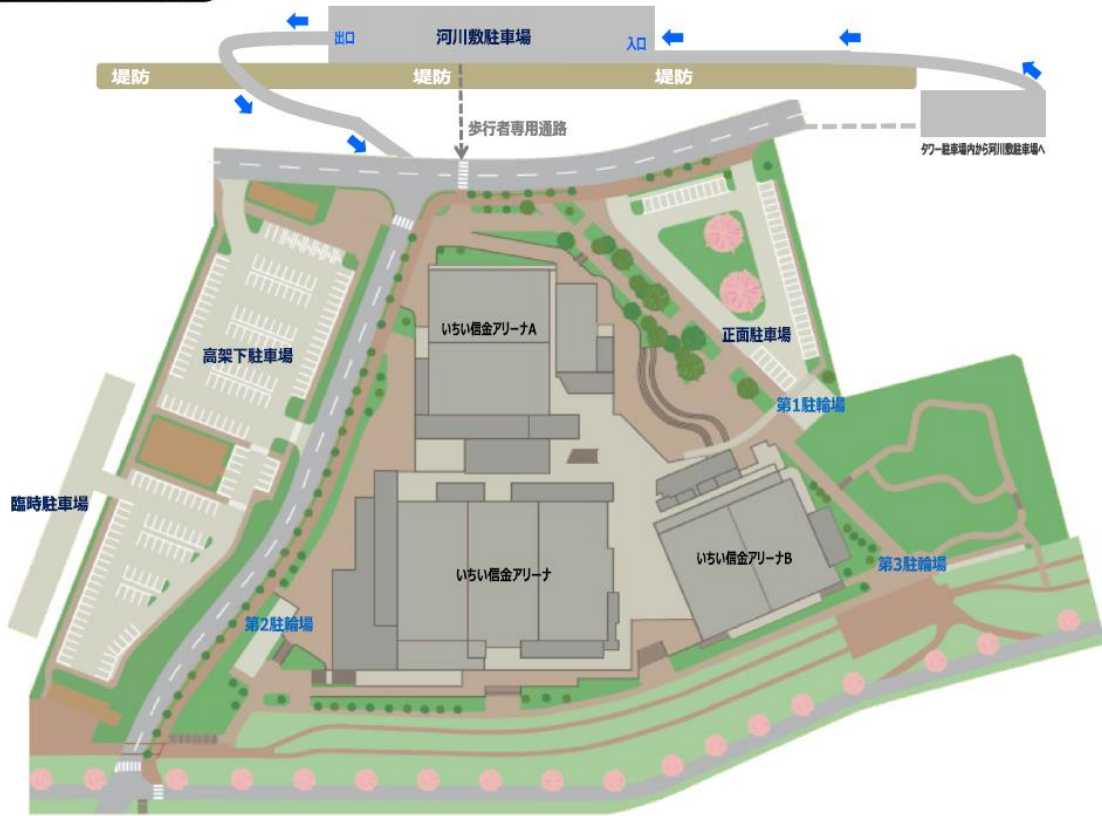 出口
河川敷駐車場
入口
堤防
堤防
堤防
歩行者専用通路
タワー駐車場内から河川敷駐車場へ
いちい信金アリーナA
正面駐車場
高架下駐車場
第1駐輪場
臨時駐車場
いちい信金アリーナ
いちい信金アリーナB
第3駐輪場
第2駐輪場